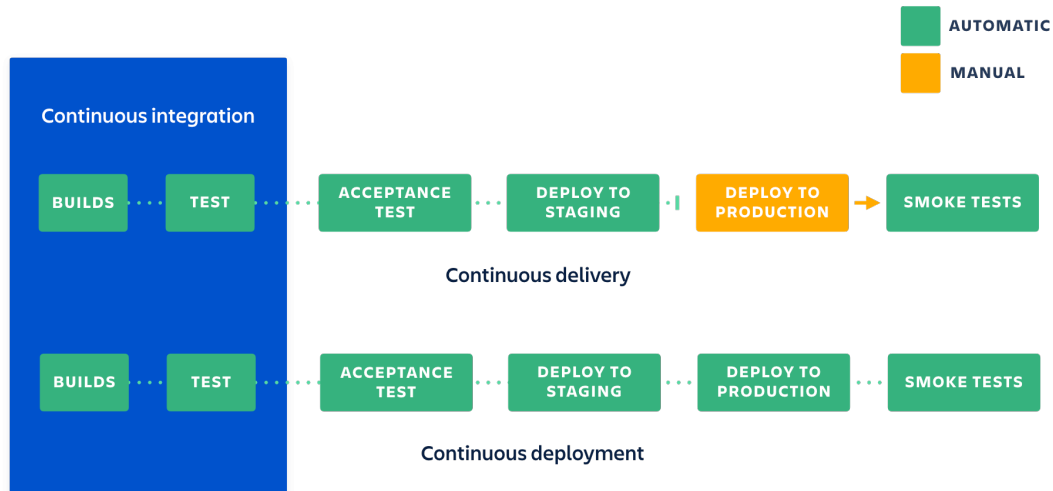 AUTOMATIC
MANUAL
Continuous integration
BUILDS
TEST
ACCEPTANCE
TEST
DEPLOY TO
STAGING
DEPLOY TO
PRODUCTION
SMOKE TESTS
Continuous delivery
BUILDS
TEST
ACCEPTANCE
TEST
DEPLOY TO
STAGING
DEPLOY TO
PRODUCTION
SMOKE TESTS
Continuous deployment